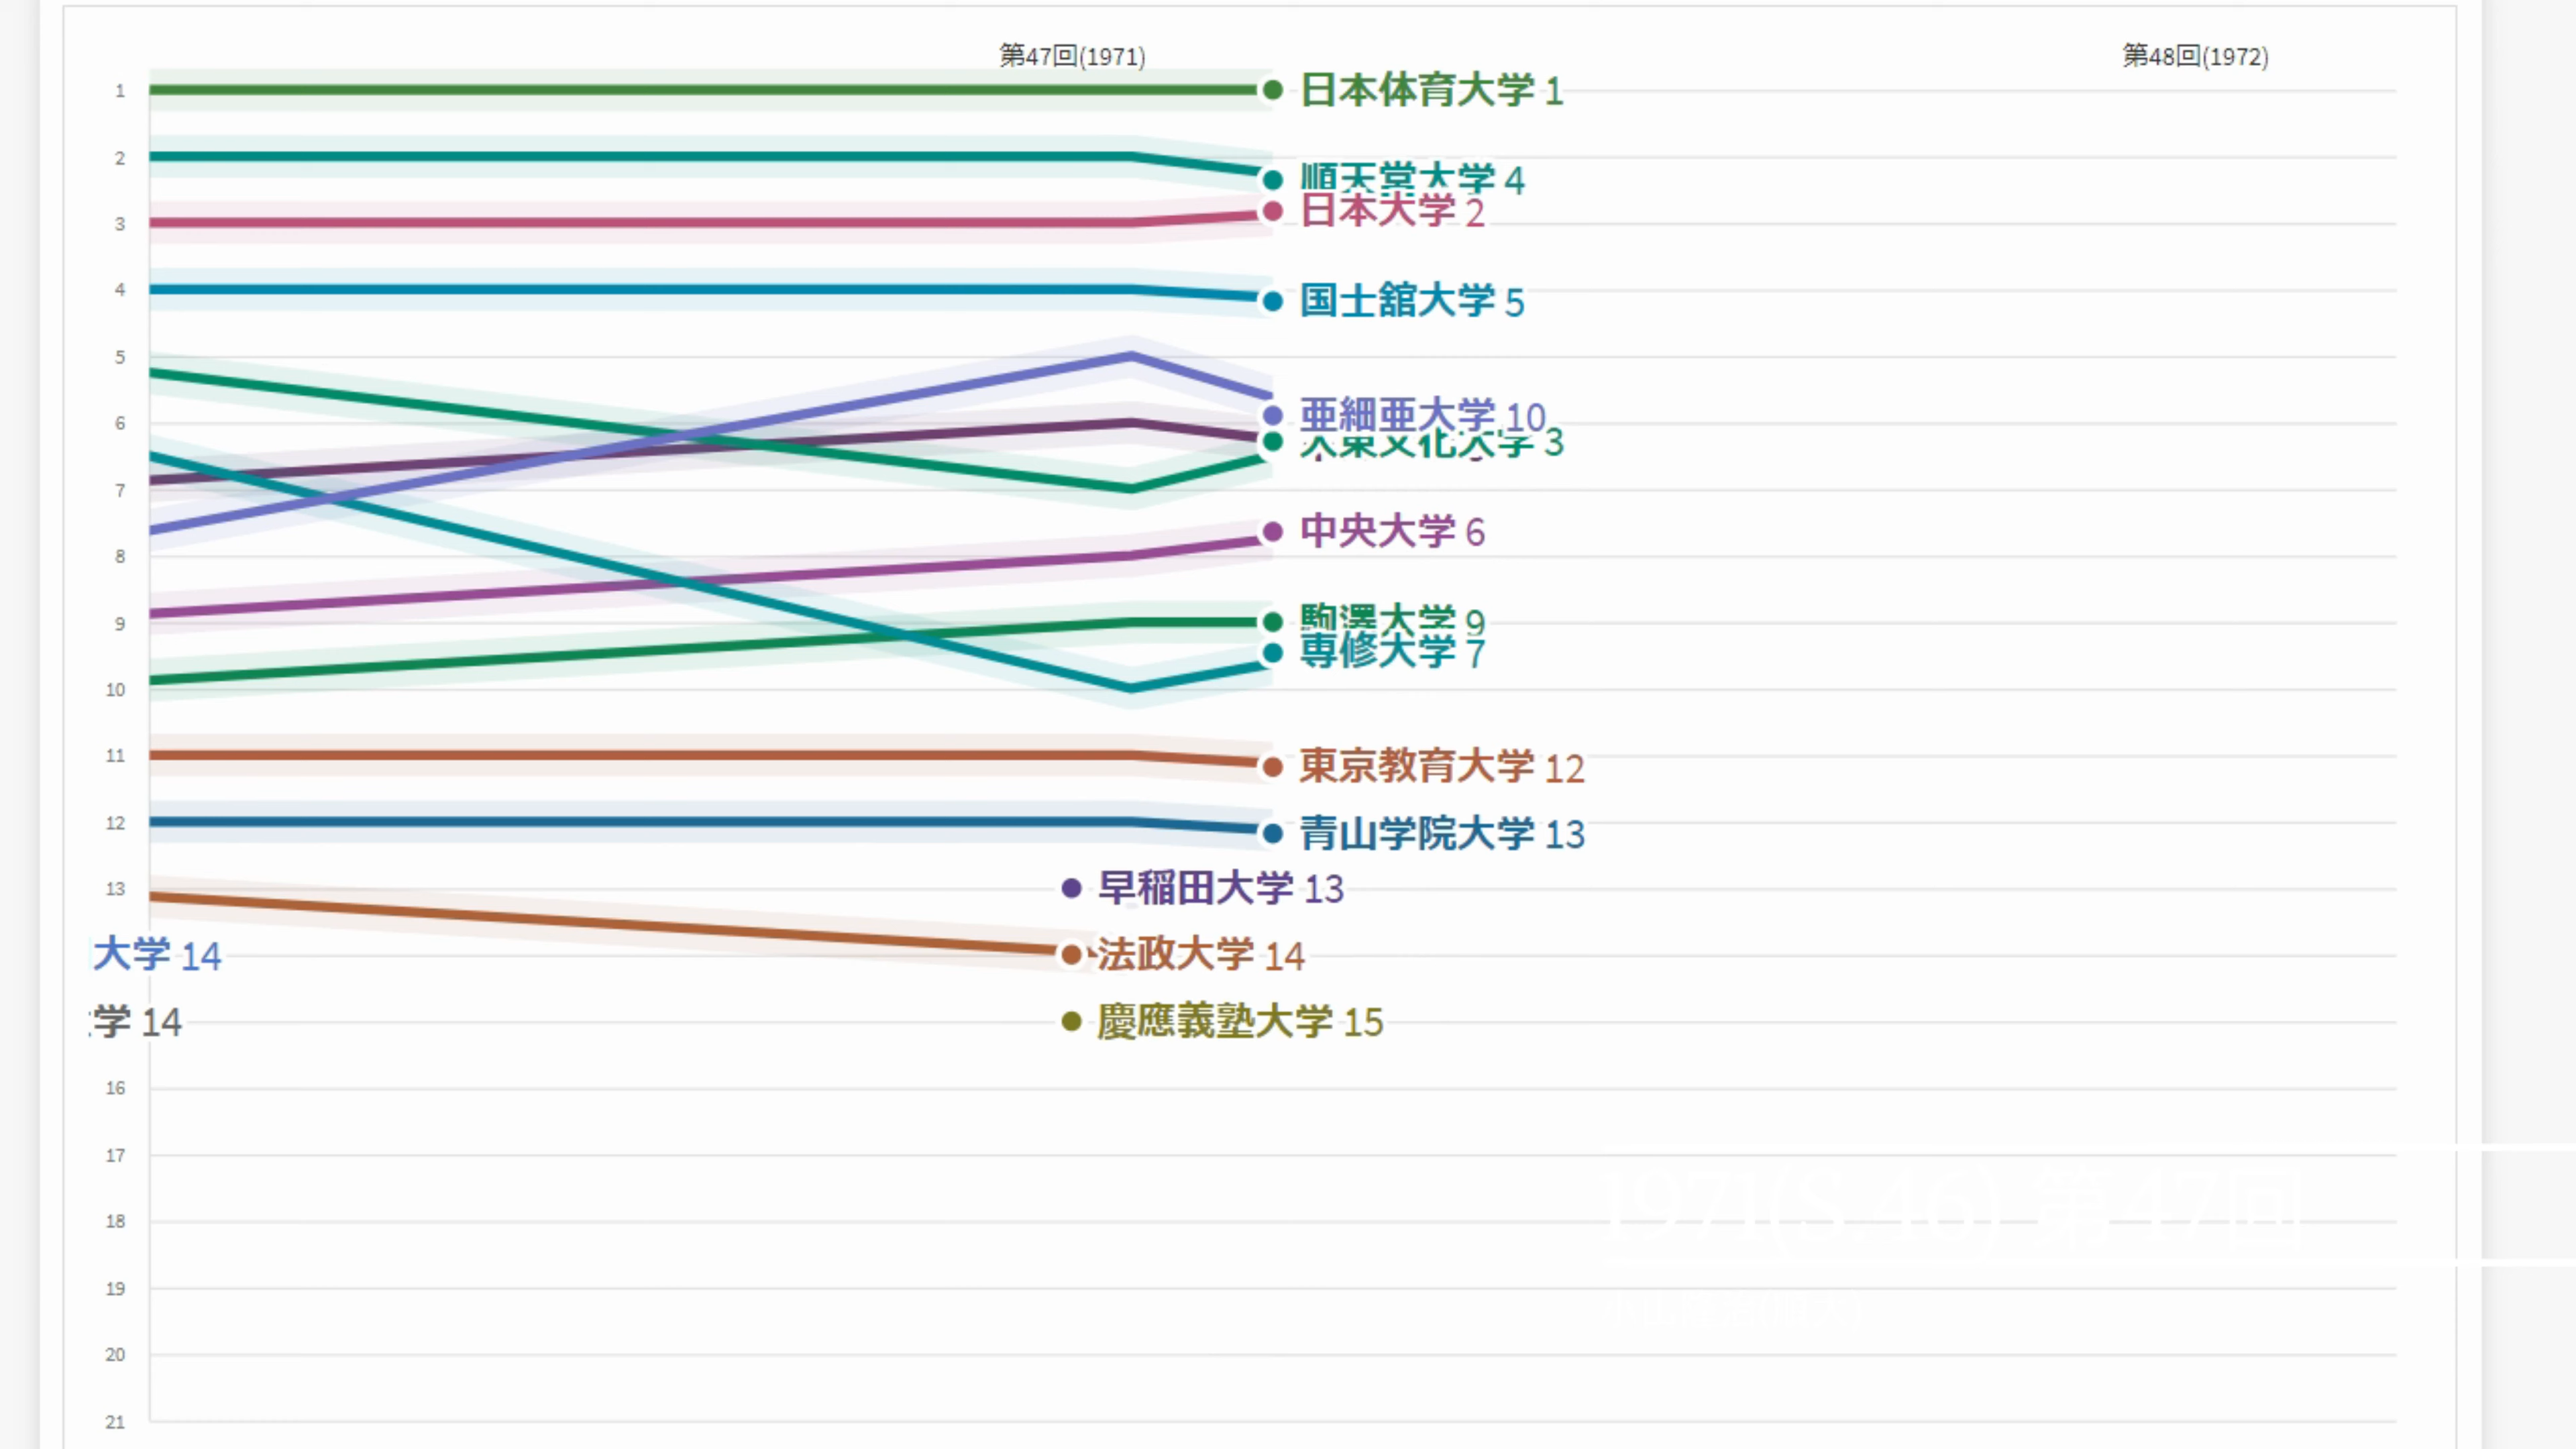 第47回(1971) 第48回(1972)
1 日本体育大学 1
2
順天堂大学 4
日本大学 2
3
4 国士舘大学 5
5
6 亜細亜大学 10
大東文化大学 3
7
中央大学 6
8
9 駒澤大学 9
専修大学 7
10
11 東京教育大学 12
12 青山学院大学 13
13 早稲田大学 13
大学 14 法政大学 14
学 14 慶應義塾大学 15
16
17
1971(S.46) 第47回
18
19
20
21